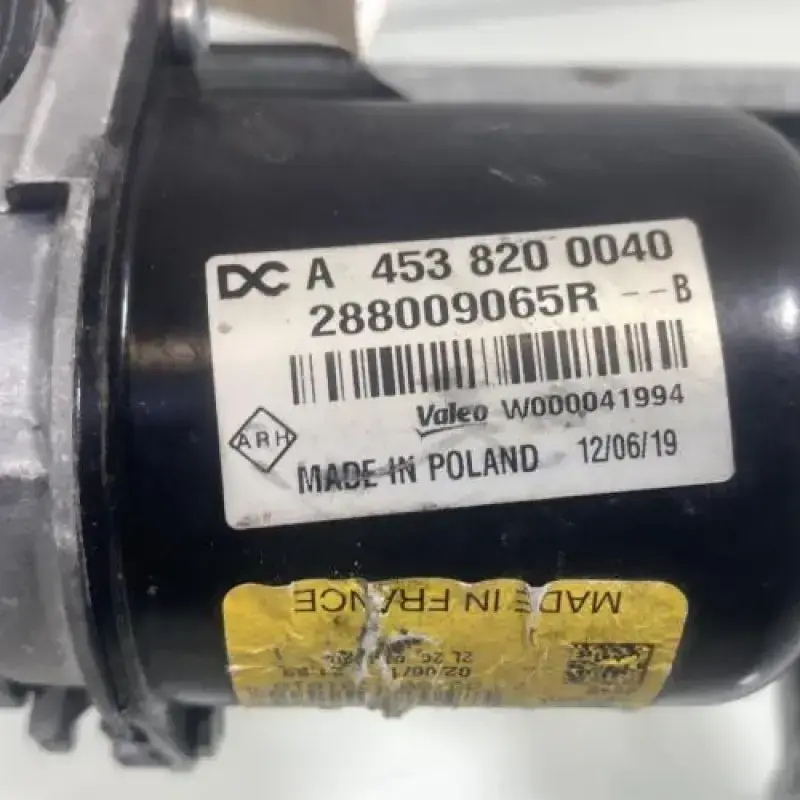 DC A 453 820 0040
288009065R --B
Valeo W000041994
ARH
MADE IN POLAND 12/06/19
MADE IN FRANCE